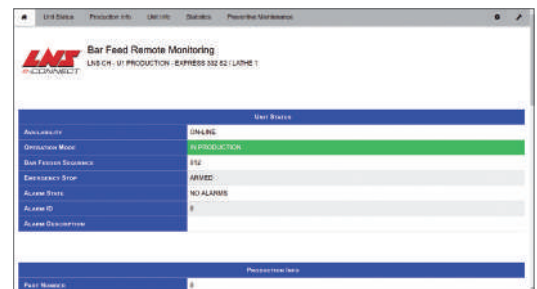 Unit Status Production Info Unit Info Statistics Preventive Maintenance
LNS
e-CONNECT
Bar Feed Remote Monitoring
LNS CH - U1 PRODUCTION - EXPRESS 332 S2 / LATHE 1
UNIT STATUS
AVAILABILITY ON-LINE
OPERATION MODE IN PRODUCTION
BAR FEEDER SEQUENCE 812
EMERGENCY STOP ARMED
ALARM STATE NO ALARMS
ALARM ID 0
ALARM DESCRIPTION
PRODUCTION INFO
PART NUMBER 0